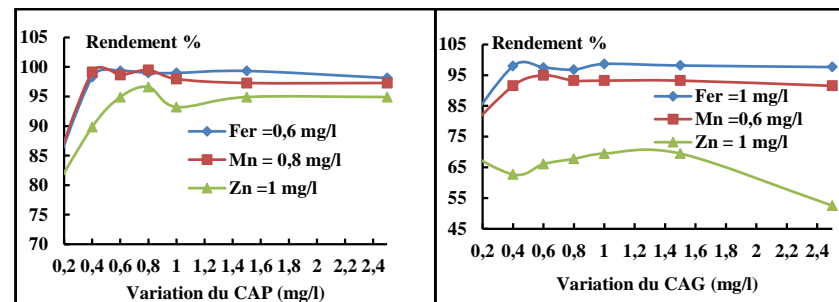 Rendement %
105
100
95
90
85
80
75
70
Fer =0,6 mg/l
Mn = 0,8 mg/l
Zn =1 mg/l
0,2 0,4 0,6 0,8 1 1,2 1,4 1,6 1,8 2 2,2 2,4
Variation du CAP (mg/l)
Rendement %
105
95
85
75
65
55
45
Fer =1 mg/l
Mn =0,6 mg/l
Zn = 1 mg/l
0,2 0,4 0,6 0,8 1 1,2 1,4 1,6 1,8 2 2,2 2,4
Variation du CAG (mg/l)